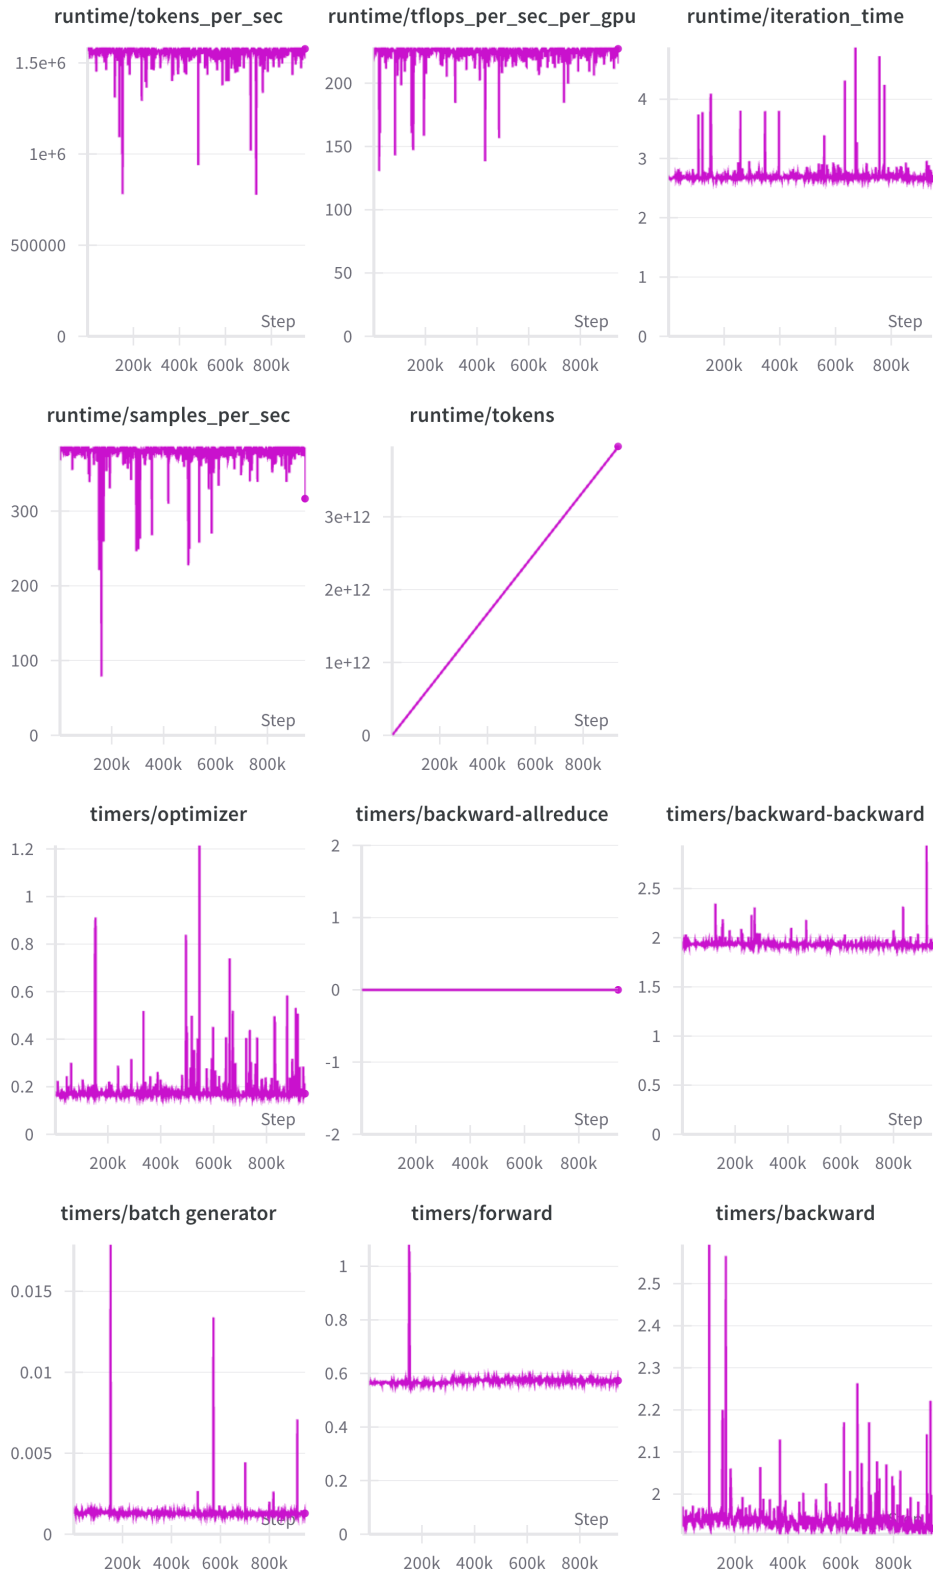 runtime/tokens_per_sec
1.5e+6
1e+6
500000
0
Step
200k 400k 600k 800k
runtime/tflops_per_sec_per_gpu
200
150
100
50
0
Step
200k 400k 600k 800k
runtime/iteration_time
4
3
2
1
0
Step
200k 400k 600k 800k
runtime/samples_per_sec
300
200
100
0
Step
200k 400k 600k 800k
runtime/tokens
3e+12
2e+12
1e+12
0
Step
200k 400k 600k 800k
timers/optimizer
1.2
1
0.8
0.6
0.4
0.2
0
Step
200k 400k 600k 800k
timers/backward-allreduce
2
1
0
-1
-2
Step
200k 400k 600k 800k
timers/backward-backward
2.5
2
1.5
1
0.5
0
Step
200k 400k 600k 800k
timers/batch generator
0.015
0.01
0.005
0
Step
200k 400k 600k 800k
timers/forward
1
0.8
0.6
0.4
0.2
0
Step
200k 400k 600k 800k
timers/backward
2.5
2.4
2.3
2.2
2.1
2
Step
200k 400k 600k 800k